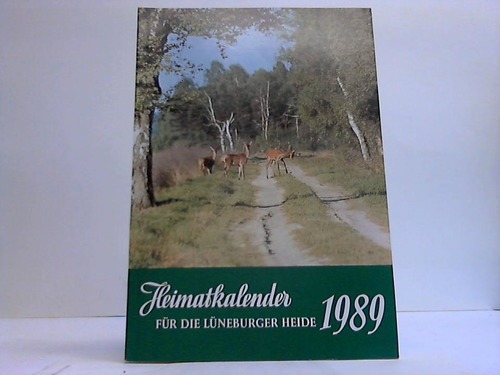 Heimatkalender
FÜR DIE LÜNEBURGER HEIDE 1989